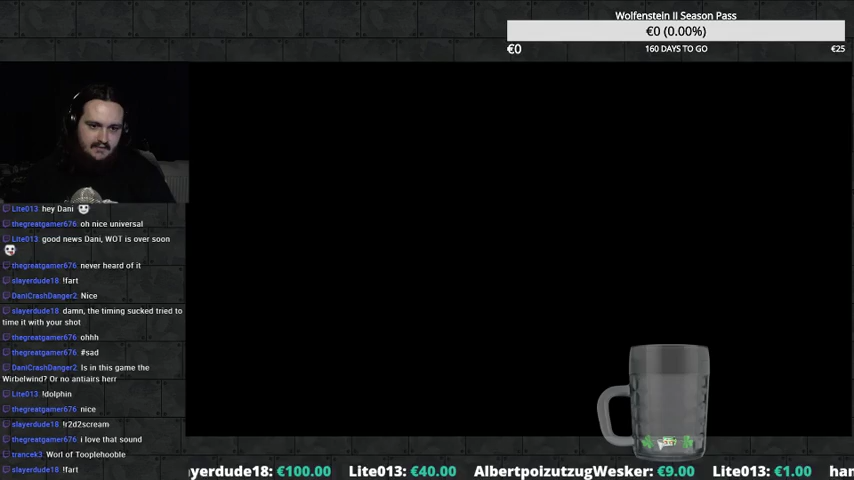 Wolfenstein II Season Pass
€0 (0.00%)
€0
160 DAYS TO GO
€25
Lite013: hey Dani
thegreatgamer676: oh nice universal
Lite013: good news Dani, WOT is over soon
thegreatgamer676: never heard of it
slayerdude18: !fart
DaniCrashDanger2: Nice
slayerdude18: damn, the timing sucked tried to
time it with your shot
thegreatgamer676: ohhh
thegreatgamer676: #sad
DaniCrashDanger2: Is in this game the
Wirbelwind? Or no antiairs herr
Lite013: !dolphin
thegreatgamer676: nice
slayerdude18: !r2d2scream
thegreatgamer676: i love that sound
trancek3: Worl of Tooplehooble
slayerdude18: !fart
yerdude18: €100.00 Lite013: €40.00 AlbertpoizutzugWesker: €9.00 Lite013: €1.00 han